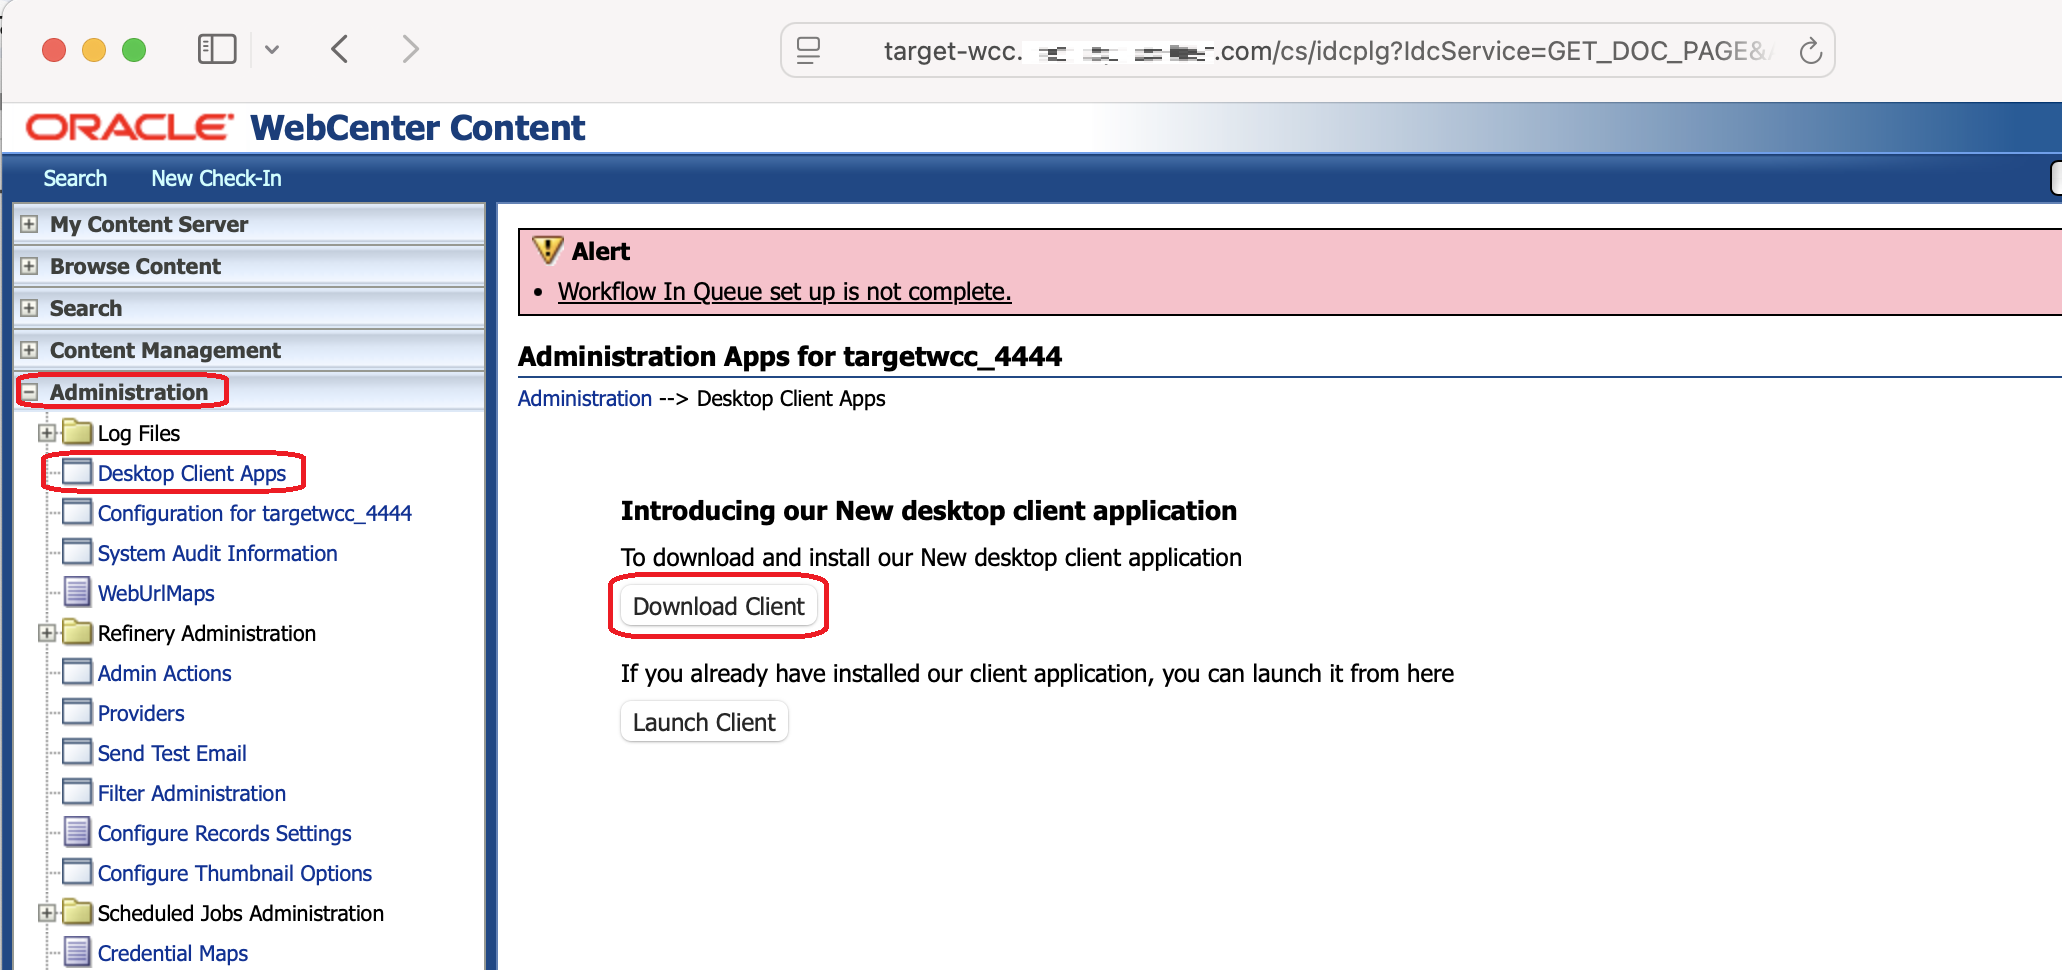 target-wcc. .com/cs/idcplg?IdcService=GET_DOC_PAGE&
ORACLE WebCenter Content
Search New Check-In
My Content Server
Browse Content
Search
Content Management
Administration
Log Files
Desktop Client Apps
Configuration for targetwcc_4444
System Audit Information
WebUrlMaps
Refinery Administration
Admin Actions
Providers
Send Test Email
Filter Administration
Configure Records Settings
Configure Thumbnail Options
Scheduled Jobs Administration
Credential Maps
Alert
• Workflow In Queue set up is not complete.
Administration Apps for targetwcc_4444
Administration --> Desktop Client Apps
Introducing our New desktop client application
To download and install our New desktop client application
Download Client
If you already have installed our client application, you can launch it from here
Launch Client